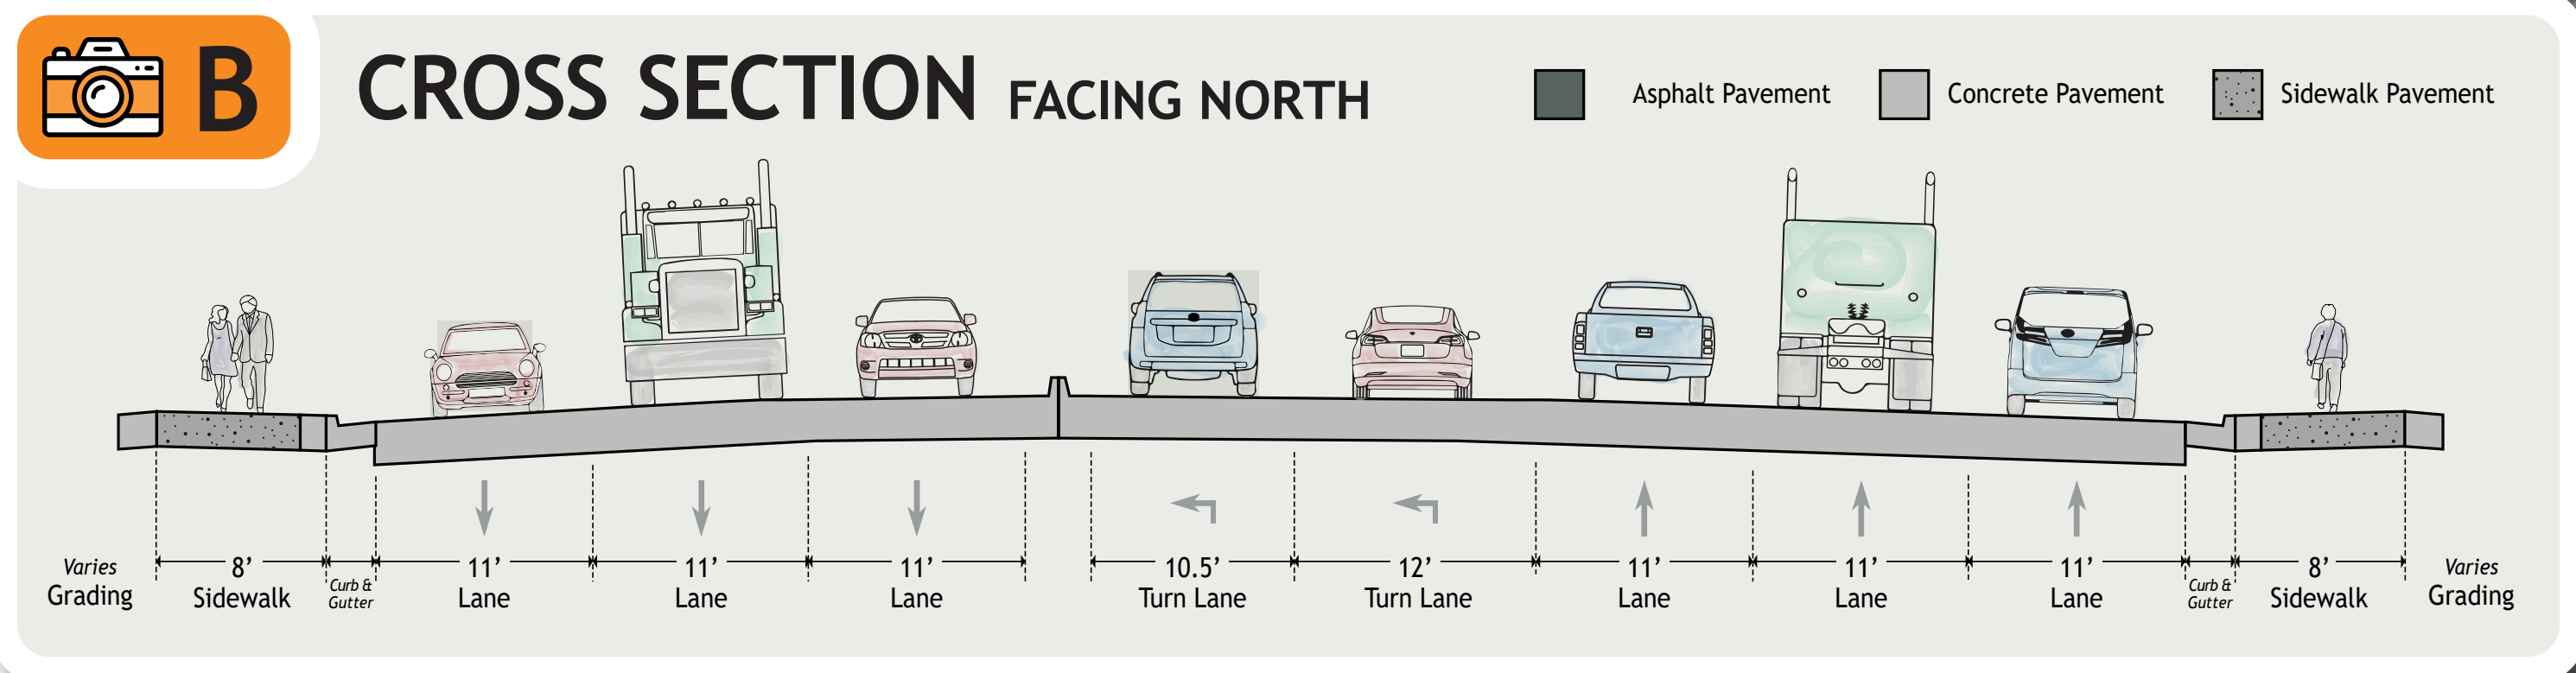 B
CROSS SECTION FACING NORTH
Asphalt Pavement
Concrete Pavement
Sidewalk Pavement
Varies
Grading
8’
Sidewalk
Curb &
Gutter
11’
Lane
11’
Lane
11’
Lane
10.5’
Turn Lane
12’
Turn Lane
11’
Lane
11’
Lane
11’
Lane
Curb &
Gutter
8’
Sidewalk
Varies
Grading